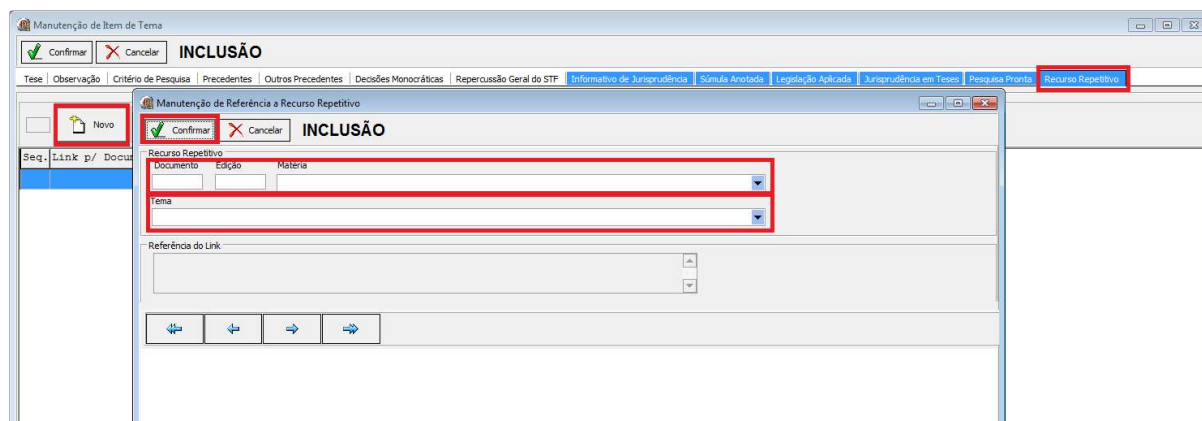 Manutenção de Item de Tema
Confirmar Cancelar INCLUSÃO
Tese Observação Critério de Pesquisa Precedentes Outros Precedentes Decisões Monocráticas Repercussão Geral do STF Informativo de Jurisprudência Súmula Anotada Legislação Aplicada Jurisprudência em Teses Pesquisa Pronta Recurso Repetitivo
Novo
Seq. Link p/ Docum
Manutenção de Referência a Recurso Repetitivo
Confirmar Cancelar INCLUSÃO
Recurso Repetitivo
Documento Edição Matéria
Tema
Referência do Link